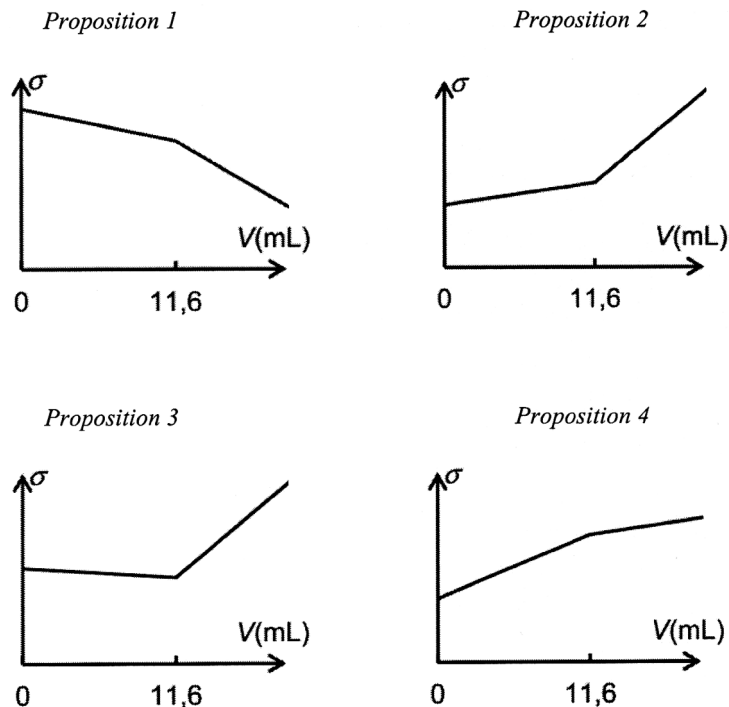 Proposition 1
Proposition 2
σ
V(mL)
0
11,6
σ
V(mL)
0
11,6
Proposition 3
Proposition 4
σ
V(mL)
0
11,6
σ
V(mL)
0
11,6